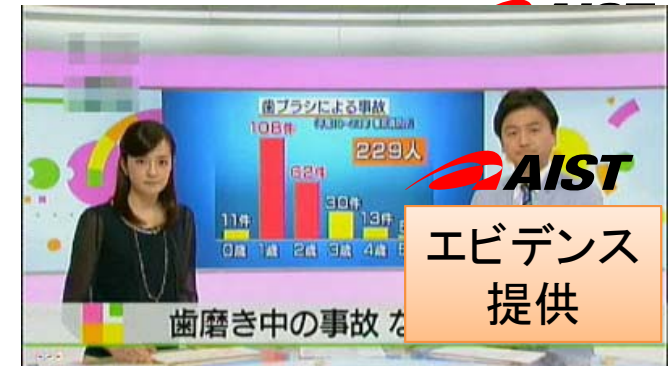 AIST
歯ブラシによる事故
108件
229人
62件
30件
13件
11件
0歳 1歳 2歳 3歳 4歳
AIST
エビデンス
提供
歯磨き中の事故 な